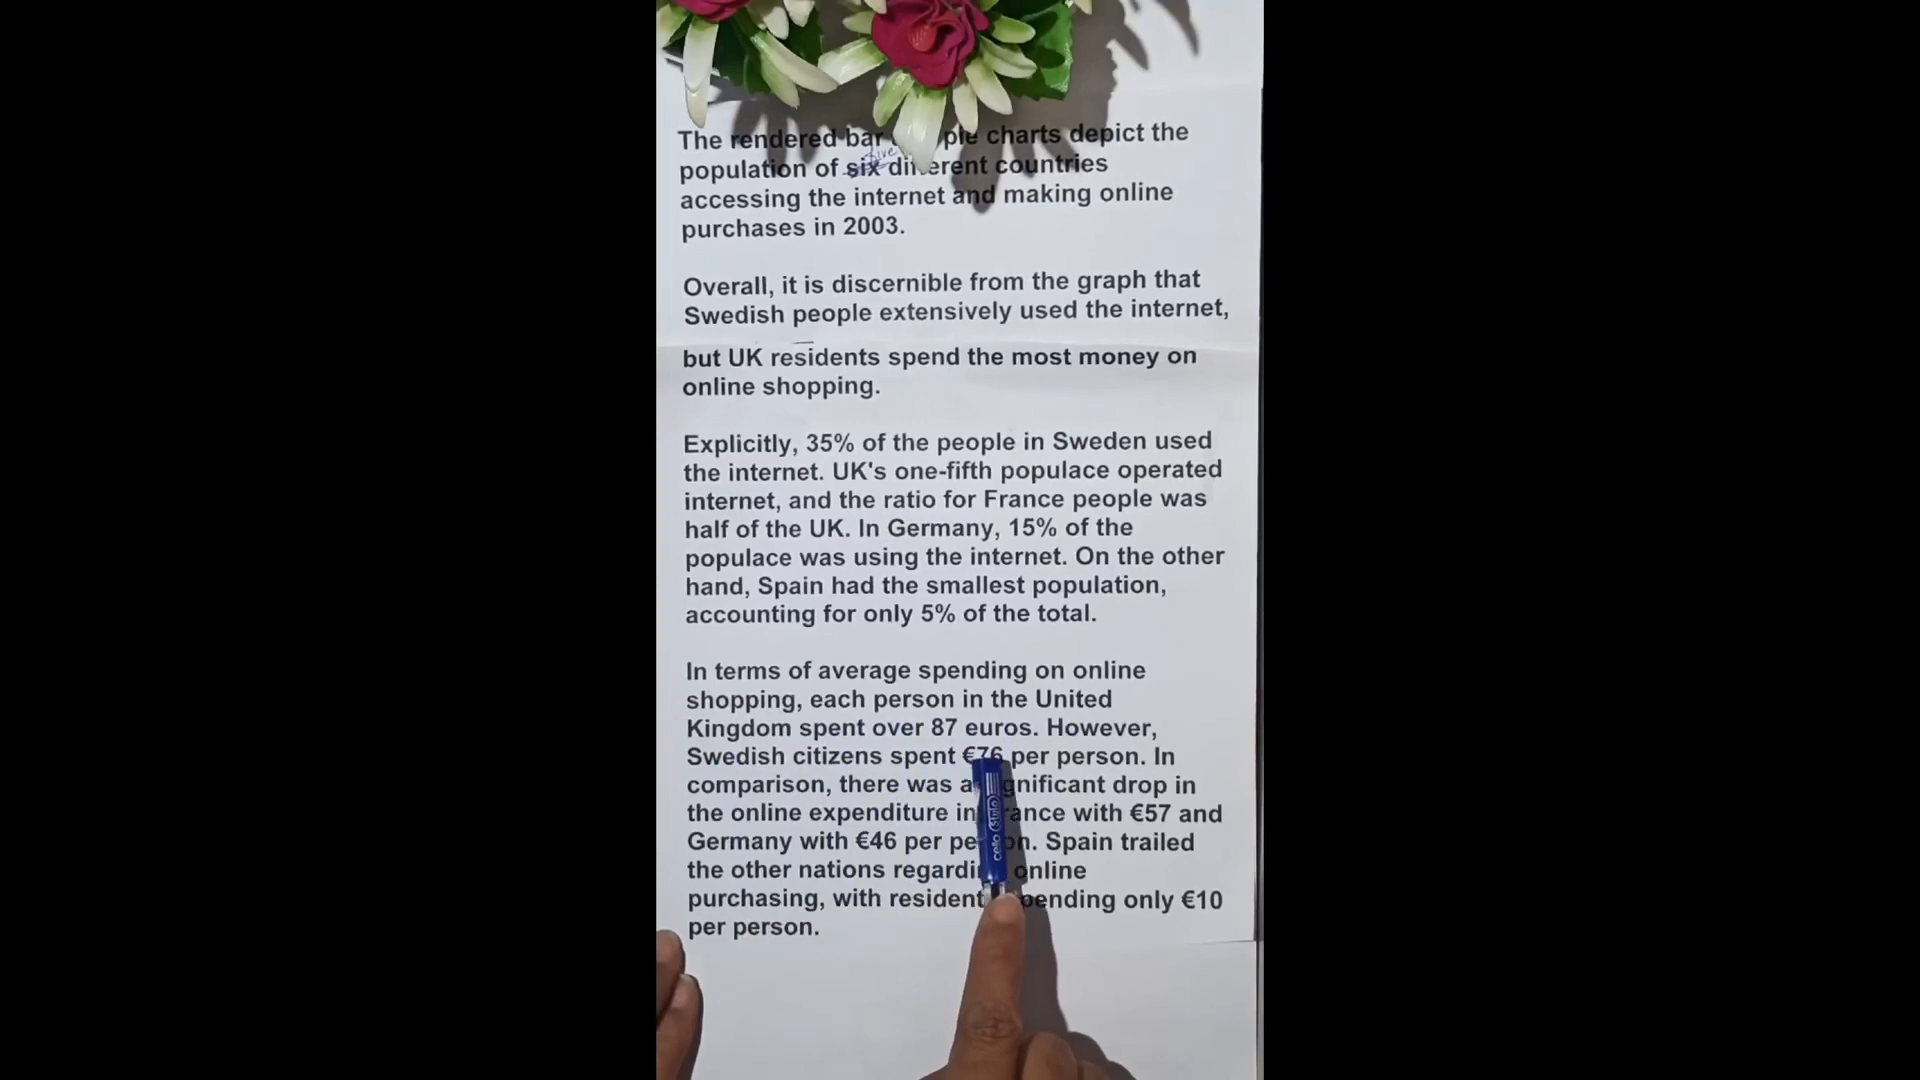 The rendered bar pie charts depict the
five
population of six different countries
accessing the internet and making online
purchases in 2003.
Overall, it is discernible from the graph that
Swedish people extensively used the internet,
but UK residents spend the most money on
online shopping.
Explicitly, 35% of the people in Sweden used
the internet. UK's one-fifth populace operated
internet, and the ratio for France people was
half of the UK. In Germany, 15% of the
populace was using the internet. On the other
hand, Spain had the smallest population,
accounting for only 5% of the total.
In terms of average spending on online
shopping, each person in the United
Kingdom spent over 87 euros. However,
Swedish citizens spent €76 per person. In
comparison, there was a significant drop in
the online expenditure in France with €57 and
Germany with €46 per person. Spain trailed
the other nations regarding online
purchasing, with residents spending only €10
per person.
cello